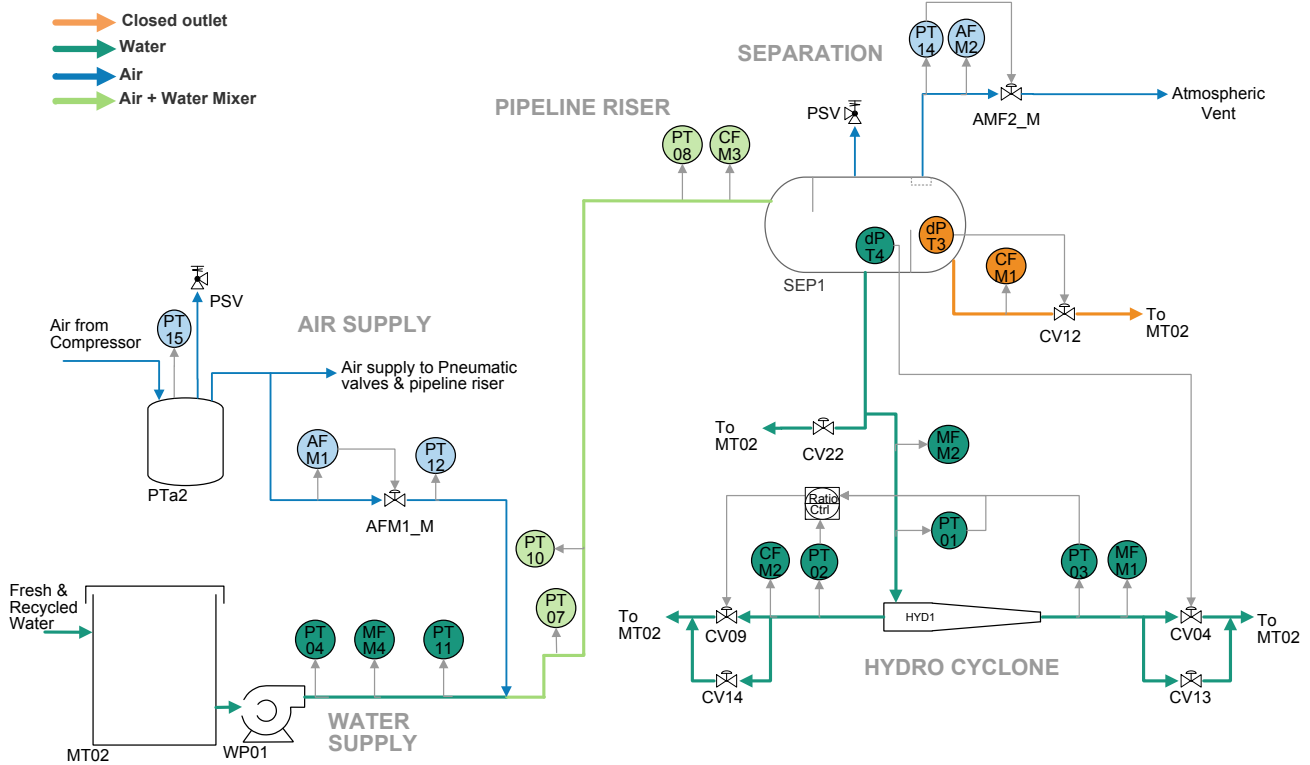 Closed outlet
Water
Air
Air + Water Mixer
SEPARATION
PT
14
AF
M2
AMF2_M
Atmospheric
Vent
PIPELINE RISER
PT
08
CF
M3
PSV
dP
T4
dP
T3
SEP1
CF
M1
CV12
To
MT02
PSV
PT
15
AIR SUPPLY
Air from
Compressor
Air supply to Pneumatic
valves & pipeline riser
PTa2
AF
M1
PT
12
AFM1_M
To
MT02
CV22
MF
M2
Ratio
Ctrl
PT
01
PT
10
PT
07
CF
M2
PT
02
PT
03
MF
M1
Fresh &
Recycled
Water
To
MT02
CV09
HYD1
CV04
To
MT02
CV14
HYDRO CYCLONE
CV13
PT
04
MF
M4
PT
11
MT02
WP01
WATER
SUPPLY